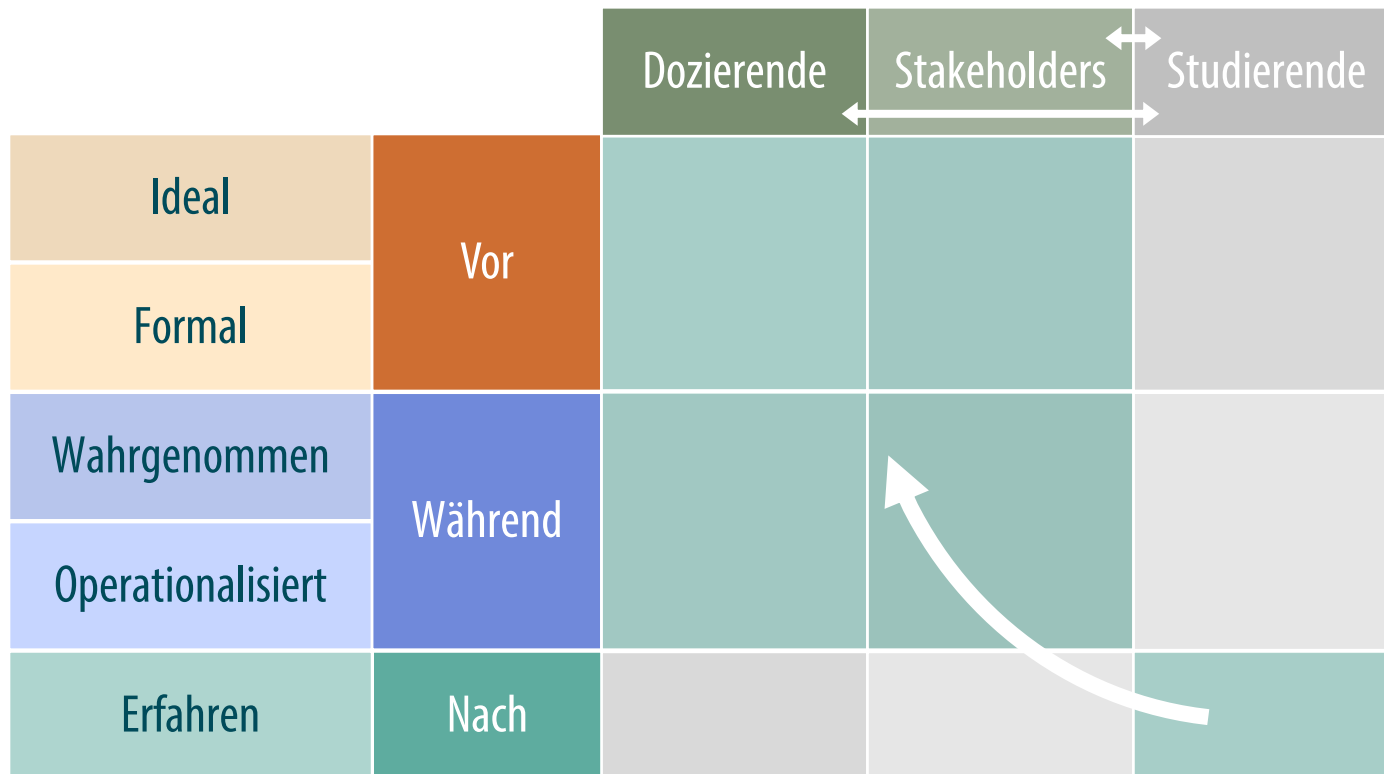 Dozierende
Stakeholders
Studierende
Ideal
Vor
Formal
Wahrgenommen
Während
Operationalisiert
Erfahren
Nach